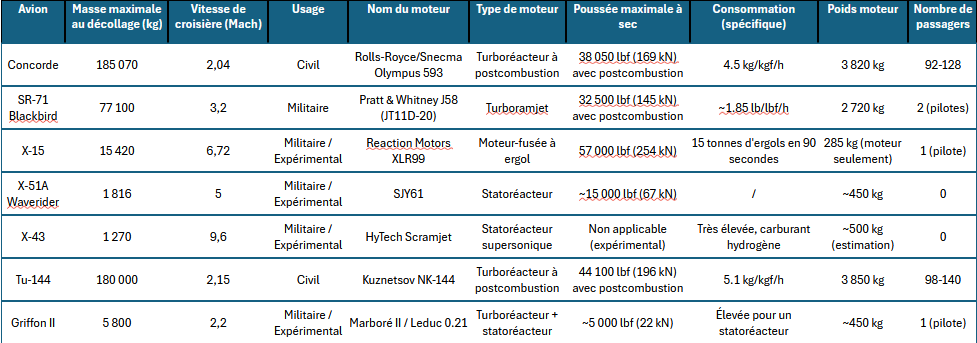 Avion	Masse maximale au décollage (kg)	Vitesse de croisière (Mach)	Usage	Nom du moteur	Type de moteur	Poussée maximale à sec	Consommation (spécifique)	Poids moteur	Nombre de passagers
Concorde	185 070	2,04	Civil	Rolls-Royce/Snecma Olympus 593	Turboréacteur à postcombustion	38 050 lbf (169 kN) avec postcombustion	4.5 kg/kgf/h	3 820 kg	92-128
SR-71 Blackbird	77 100	3,2	Militaire	Pratt & Whitney J58 (JT11D-20)	Turboramjet	32 500 lbf (145 kN) avec postcombustion	~1.85 lb/lbf/h	2 720 kg	2 (pilotes)
X-15	15 420	6,72	Militaire / Expérimental	Reaction Motors XLR99	Moteur-fusée à ergol	57 000 lbf (254 kN)	15 tonnes d'ergols en 90 secondes	285 kg (moteur seulement)	1 (pilote)
X-51A Waverider	1 816	5	Militaire / Expérimental	SJY61	Statoréacteur	~15 000 lbf (67 kN)	/	~450 kg	0
X-43	1 270	9,6	Militaire / Expérimental	HyTech Scramjet	Statoréacteur supersonique	Non applicable (expérimental)	Très élevée, carburant hydrogène	~500 kg (estimation)	0
Tu-144	180 000	2,15	Civil	Kuznetsov NK-144	Turboréacteur à postcombustion	44 100 lbf (196 kN) avec postcombustion	5.1 kg/kgf/h	3 850 kg	98-140
Griffon II	5 800	2,2	Militaire / Expérimental	Marboré II / Leduc 0.21	Turboréacteur + statoréacteur	~5 000 lbf (22 kN)	Élevée pour un statoréacteur	~450 kg	1 (pilote)